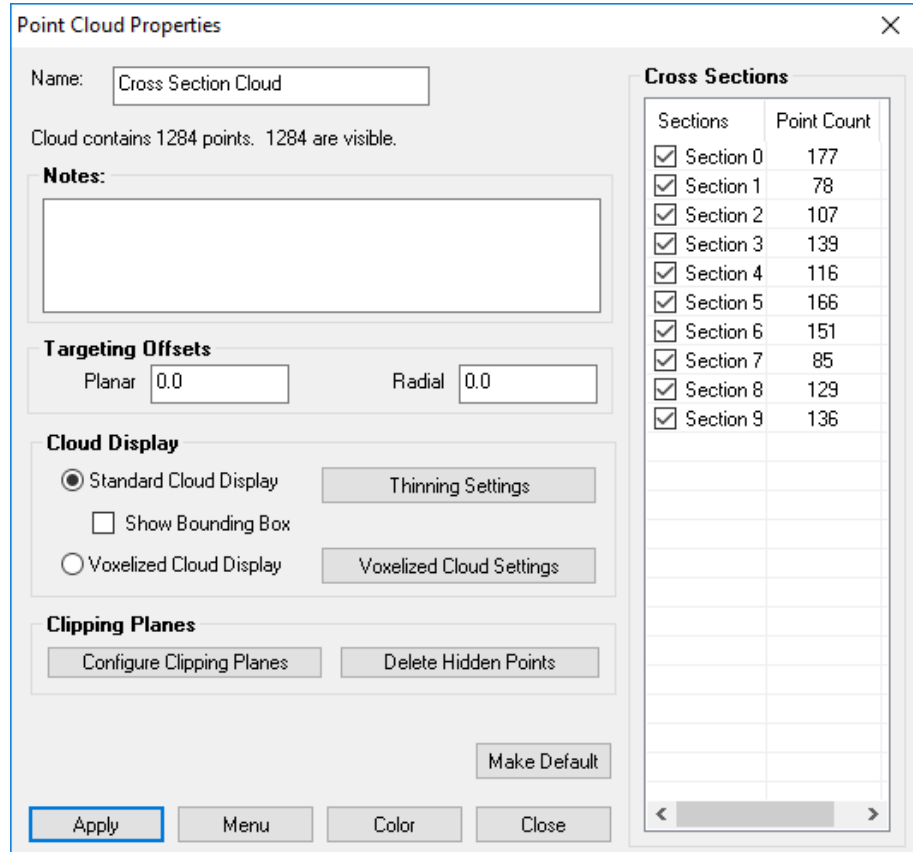 Point Cloud Properties
Name: Cross Section Cloud
Cloud contains 1284 points.  1284 are visible.
Notes:
Targeting Offsets
Planar 0.0 Radial 0.0
Cloud Display
Standard Cloud Display Thinning Settings
Show Bounding Box
Voxelized Cloud Display Voxelized Cloud Settings
Clipping Planes
Configure Clipping Planes Delete Hidden Points
Make Default
Apply Menu Color Close
Cross Sections
Sections Point Count
Section 0 177
Section 1 78
Section 2 107
Section 3 139
Section 4 116
Section 5 166
Section 6 151
Section 7 85
Section 8 129
Section 9 136